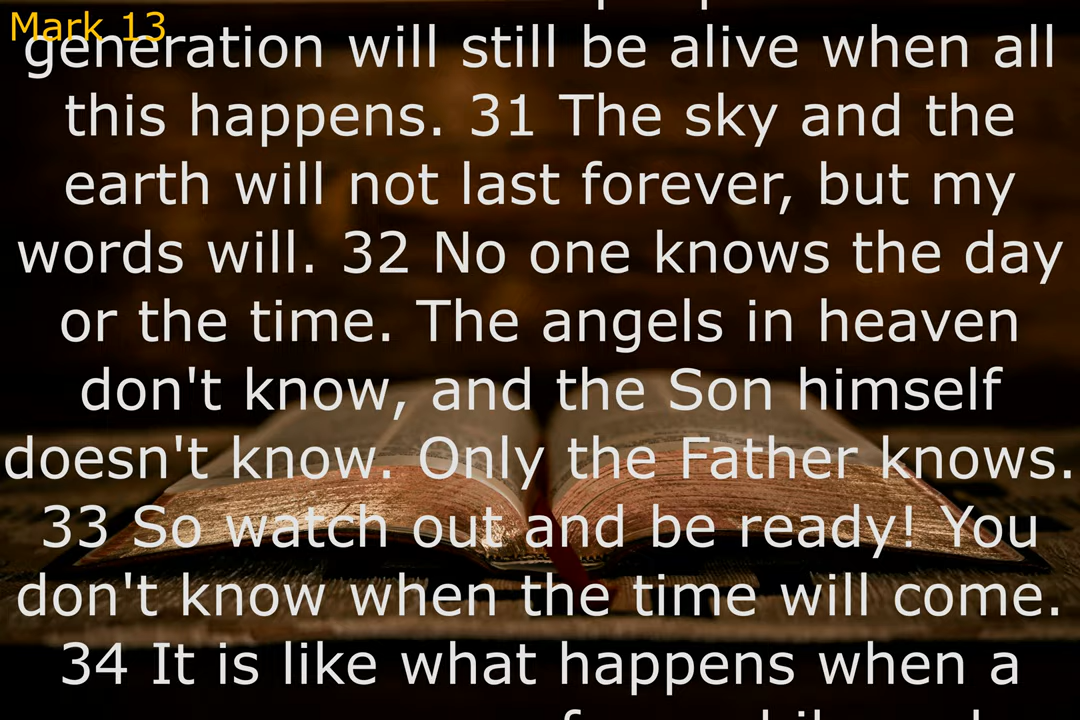 Mark 13
generation will still be alive when all
this happens. 31 The sky and the
earth will not last forever, but my
words will. 32 No one knows the day
or the time. The angels in heaven
don't know, and the Son himself
doesn't know. Only the Father knows.
33 So watch out and be ready! You
don't know when the time will come.
34 It is like what happens when a